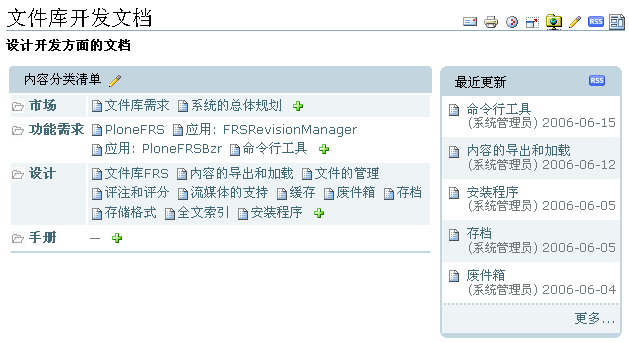 文件库开发文档
RSS
设计开发方面的文档
内容分类清单
市场 文件库需求 系统的总体规划
功能需求 PloneFRS 应用: FRSRevisionManager
应用: PloneFRSBzr 命令行工具
设计 文件库FRS 内容的导出和加载 文件的管理
评注和评分 流媒体的支持 缓存 废件箱 存档
存储格式 全文索引 安装程序
手册 —
最近更新 RSS
命令行工具
(系统管理员) 2006-06-15
内容的导出和加载
(系统管理员) 2006-06-12
安装程序
(系统管理员) 2006-06-05
存档
(系统管理员) 2006-06-05
废件箱
(系统管理员) 2006-06-04
更多...